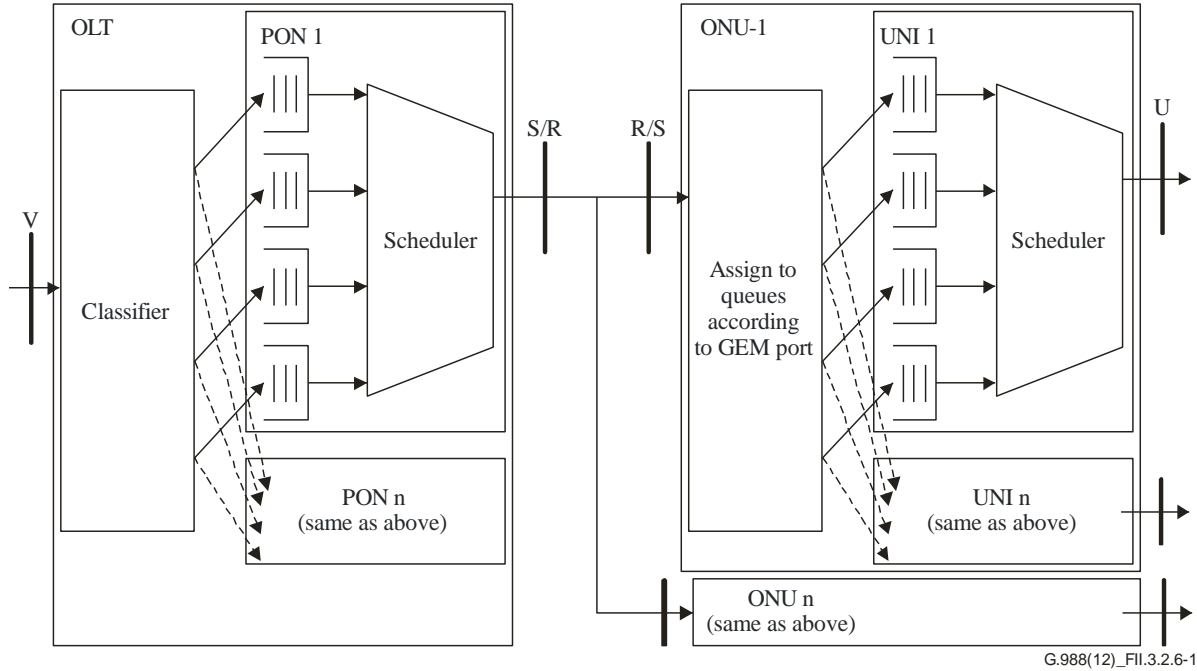 OLT
PON 1
ONU-1
UNI 1
V
S/R
R/S
U
Classifier
Scheduler
Assign to
queues
according
to GEM port
Scheduler
PON n
(same as above)
UNI n
(same as above)
ONU n
(same as above)
G.988(12)_FII.3.2.6-1